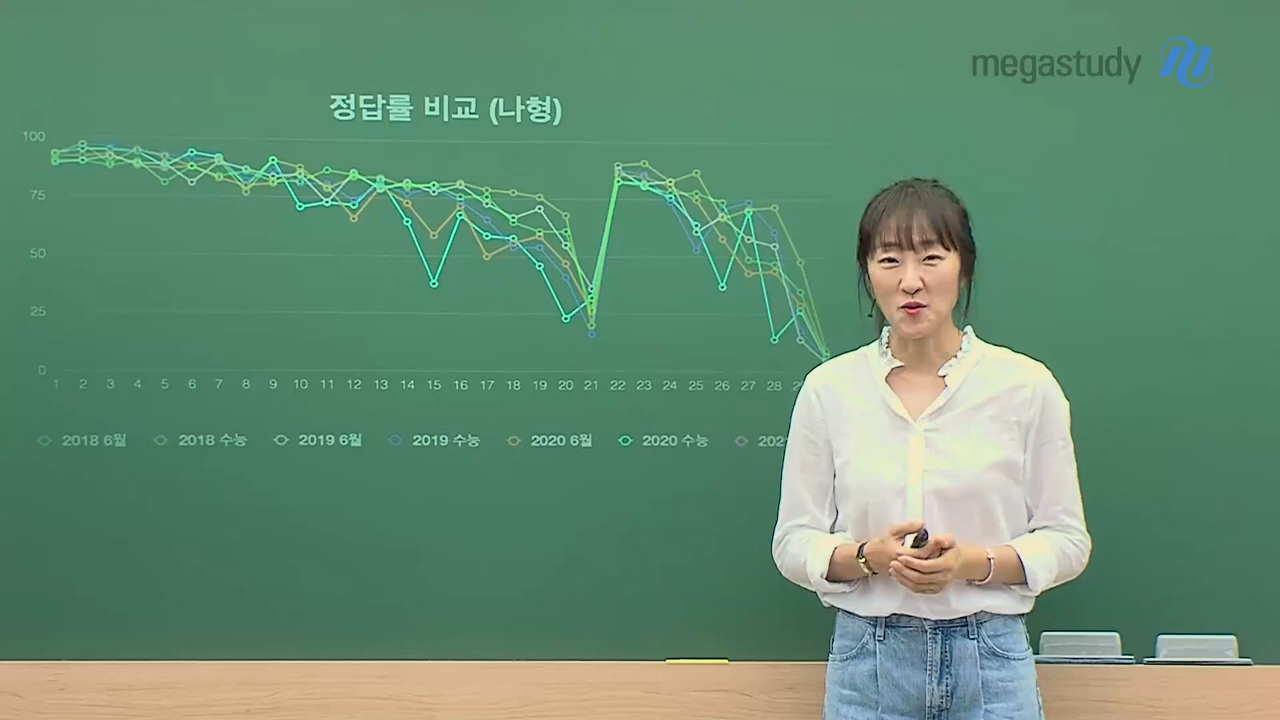 megastudy
정답률 비교 (나형)
100
75
50
25
0
1 2 3 4 5 6 7 8 9 10 11 12 13 14 15 16 17 18 19 20 21 22 23 24 25 26 27 28
2018 6월 2018 수능 2019 6월 2019 수능 2020 6월 2020 수능